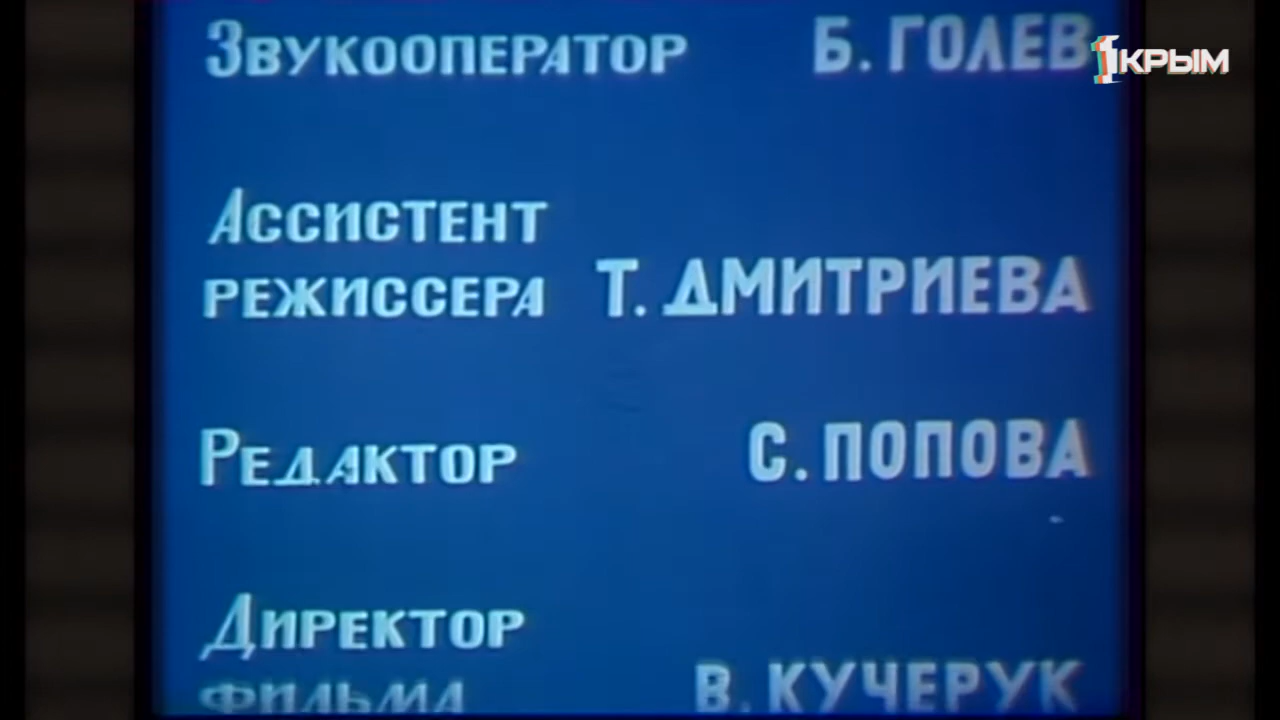 Звукооператор Б. ГОЛЕВ
1КРЫМ
Ассистент
режиссера Т. ДМИТРИЕВА
Редактор С. ПОПОВА
Директор
фильма В. КУЧЕРУК